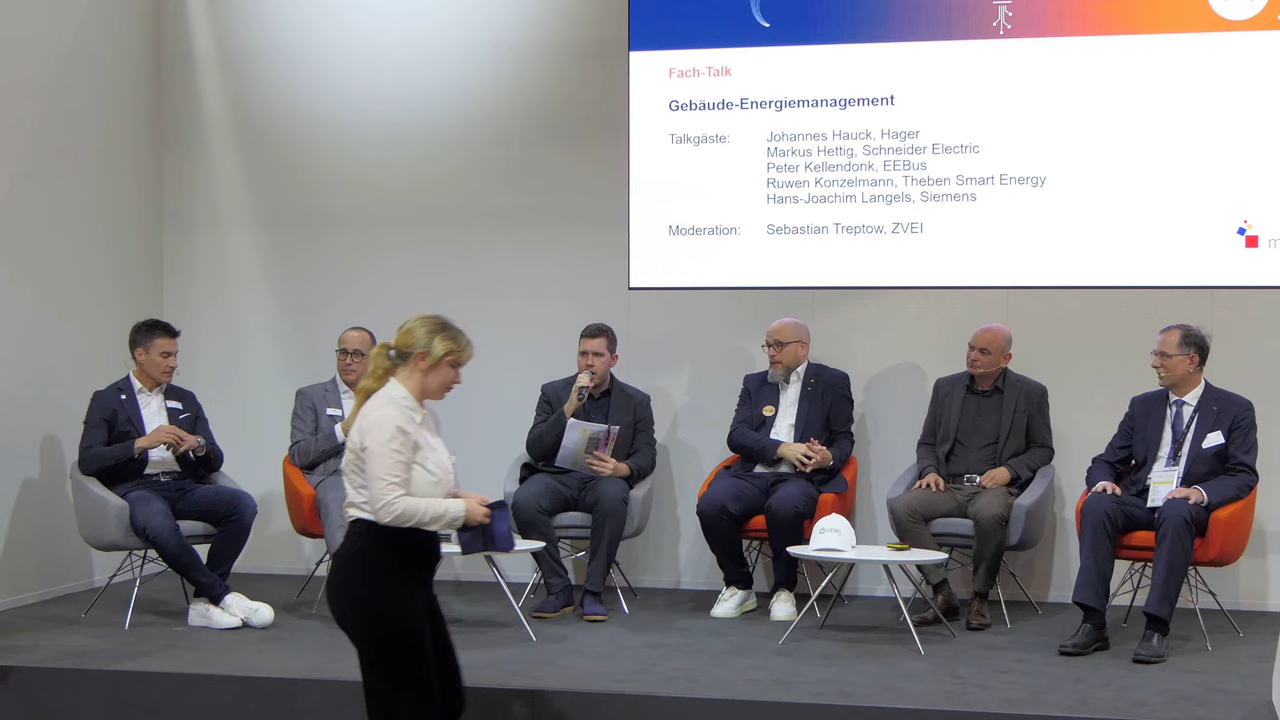 Fach-Talk
Gebäude-Energiemanagement
Talkgäste: Johannes Hauck, Hager
Markus Hettig, Schneider Electric
Peter Kellendonk, EEBus
Ruwen Konzelmann, Theben Smart Energy
Hans-Joachim Langels, Siemens
Moderation: Sebastian Treptow, ZVEI
m
HEMS